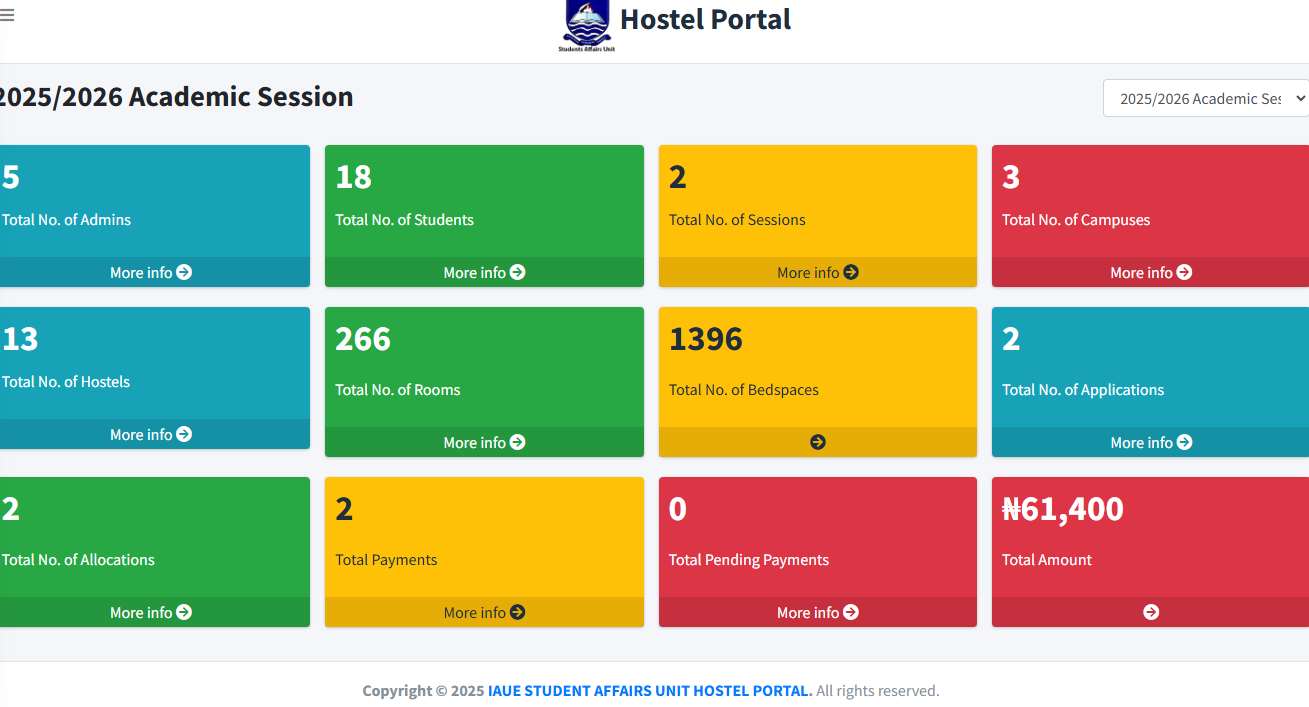 Students Affairs Unit
Hostel Portal
2025/2026 Academic Session
2025/2026 Academic Ses
5
Total No. of Admins
More info
18
Total No. of Students
More info
2
Total No. of Sessions
More info
3
Total No. of Campuses
More info
13
Total No. of Hostels
More info
266
Total No. of Rooms
More info
1396
Total No. of Bedspaces
2
Total No. of Applications
More info
2
Total No. of Allocations
More info
2
Total Payments
More info
0
Total Pending Payments
More info
₦61,400
Total Amount
Copyright © 2025 IAUE STUDENT AFFAIRS UNIT HOSTEL PORTAL. All rights reserved.